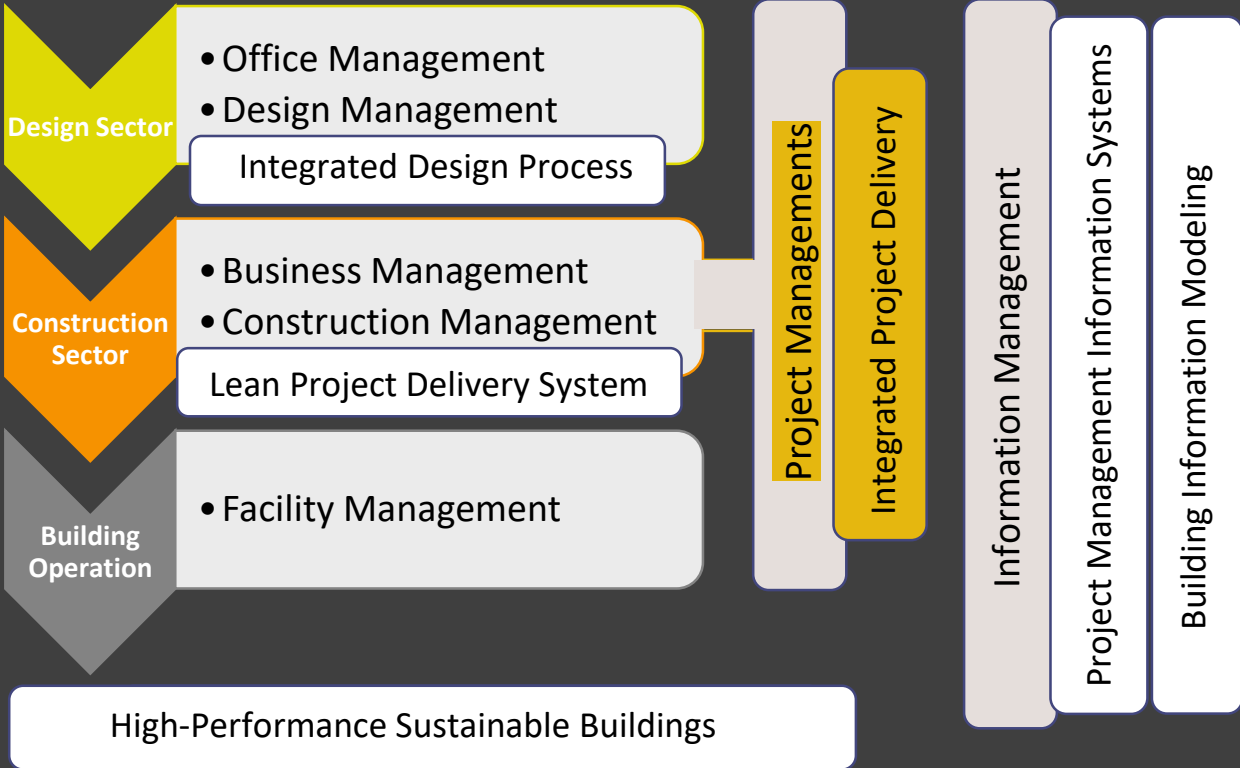 Design Sector
• Office Management
• Design Management
Integrated Design Process
Construction
Sector
• Business Management
• Construction Management
Lean Project Delivery System
Building
Operation
• Facility Management
High-Performance Sustainable Buildings
Project Managements
Integrated Project Delivery
Information Management
Project Management Information Systems
Building Information Modeling